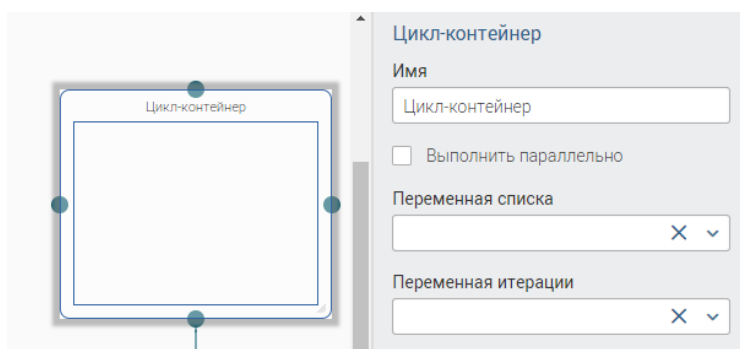 Цикл-контейнер
Цикл-контейнер
Имя
Цикл-контейнер
Выполнить параллельно
Переменная списка
Переменная итерации